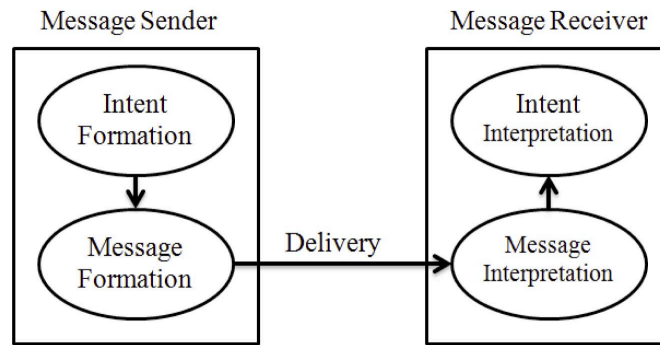 Message Sender
Message Receiver
Intent
Formation
Intent
Interpretation
Message
Formation
Delivery
Message
Interpretation